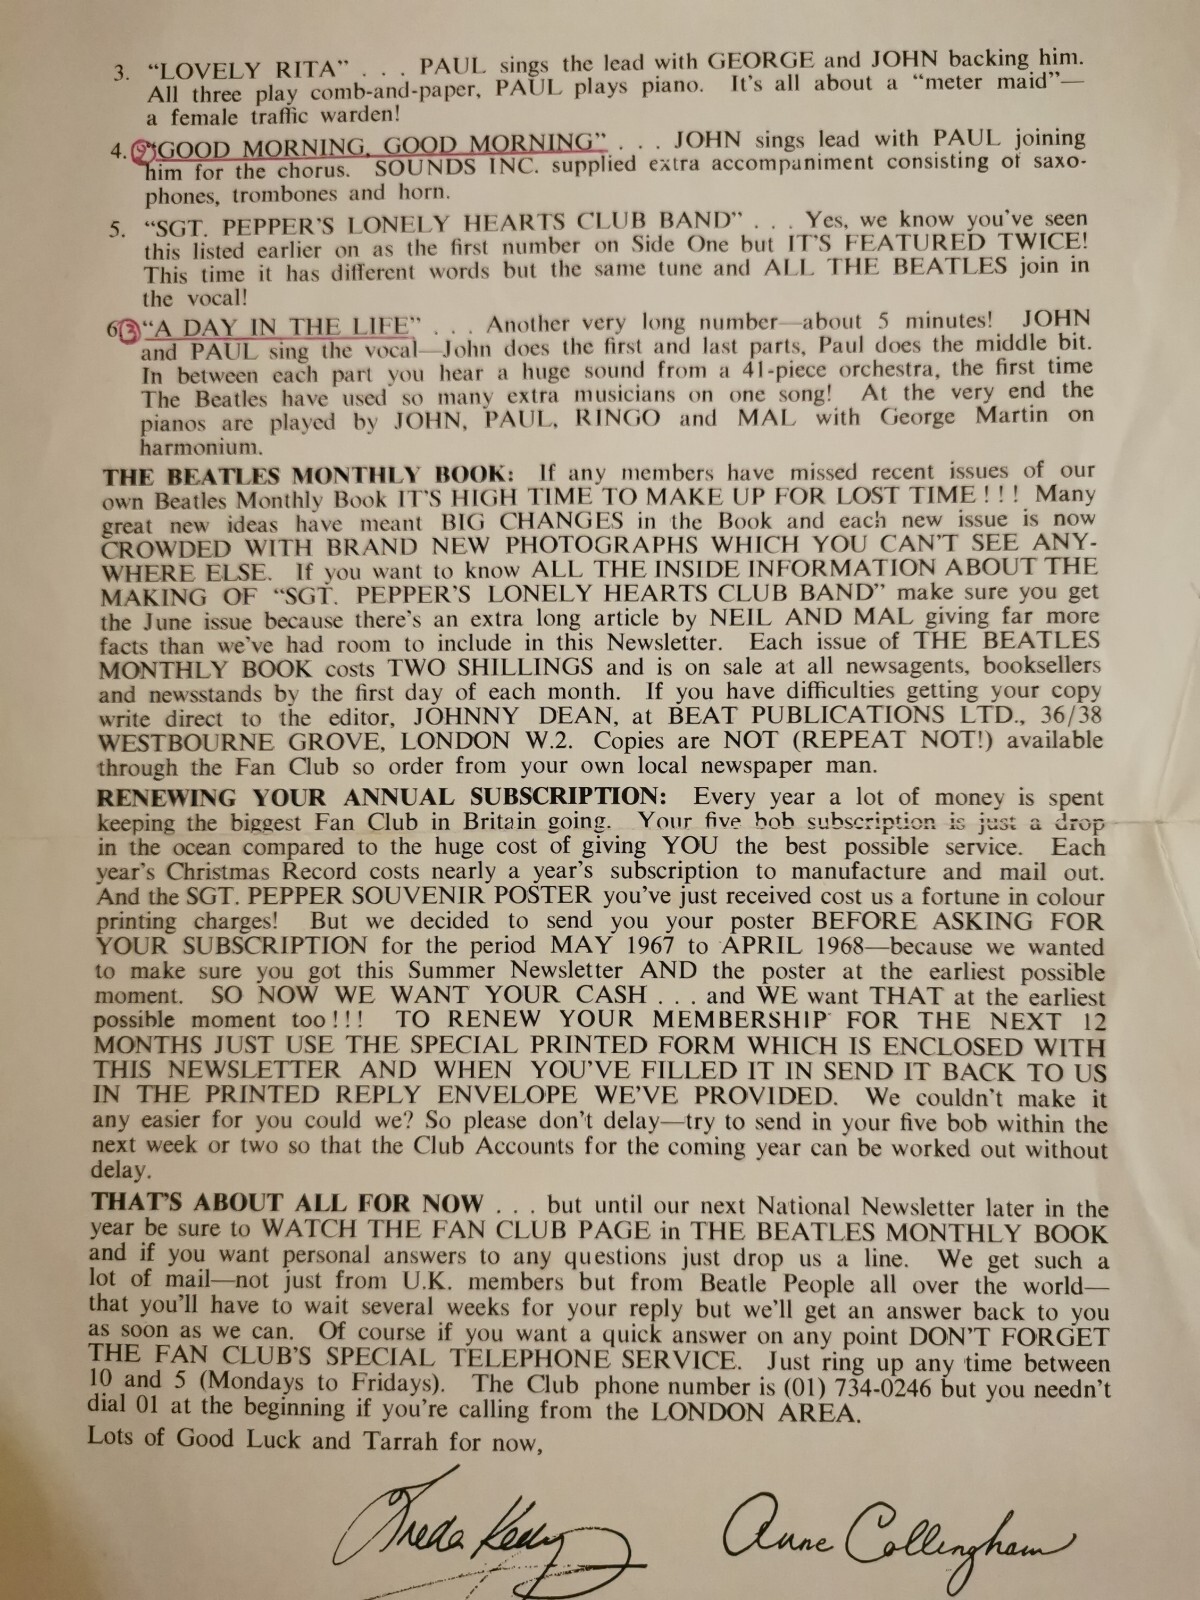 3. “LOVELY RITA” . . . PAUL sings the lead with GEORGE and JOHN backing him.
All three play comb-and-paper, PAUL plays piano. It's all about a “meter maid”—
a female traffic warden!
4. 9 “GOOD MORNING, GOOD MORNING” . . . JOHN sings lead with PAUL joining
him for the chorus. SOUNDS INC. supplied extra accompaniment consisting of saxo-
phones, trombones and horn.
5. “SGT. PEPPER'S LONELY HEARTS CLUB BAND” . . . Yes, we know you've seen
this listed earlier on as the first number on Side One but IT'S FEATURED TWICE!
This time it has different words but the same tune and ALL THE BEATLES join in
the vocal!
6 3 “A DAY IN THE LIFE” . . . Another very long number—about 5 minutes! JOHN
and PAUL sing the vocal—John does the first and last parts, Paul does the middle bit.
In between each part you hear a huge sound from a 41-piece orchestra, the first time
The Beatles have used so many extra musicians on one song! At the very end the
pianos are played by JOHN, PAUL, RINGO and MAL with George Martin on
harmonium.
THE BEATLES MONTHLY BOOK: If any members have missed recent issues of our
own Beatles Monthly Book IT'S HIGH TIME TO MAKE UP FOR LOST TIME ! ! ! Many
great new ideas have meant BIG CHANGES in the Book and each new issue is now
CROWDED WITH BRAND NEW PHOTOGRAPHS WHICH YOU CAN'T SEE ANY-
WHERE ELSE. If you want to know ALL THE INSIDE INFORMATION ABOUT THE
MAKING OF “SGT. PEPPER'S LONELY HEARTS CLUB BAND” make sure you get
the June issue because there's an extra long article by NEIL AND MAL giving far more
facts than we've had room to include in this Newsletter. Each issue of THE BEATLES
MONTHLY BOOK costs TWO SHILLINGS and is on sale at all newsagents, booksellers
and newsstands by the first day of each month. If you have difficulties getting your copy
write direct to the editor, JOHNNY DEAN, at BEAT PUBLICATIONS LTD., 36/38
WESTBOURNE GROVE, LONDON W.2. Copies are NOT (REPEAT NOT!) available
through the Fan Club so order from your own local newspaper man.
RENEWING YOUR ANNUAL SUBSCRIPTION: Every year a lot of money is spent
keeping the biggest Fan Club in Britain going. Your five bob subscription is just a drop
in the ocean compared to the huge cost of giving YOU the best possible service. Each
year's Christmas Record costs nearly a year's subscription to manufacture and mail out.
And the SGT. PEPPER SOUVENIR POSTER you've just received cost us a fortune in colour
printing charges! But we decided to send you your poster BEFORE ASKING FOR
YOUR SUBSCRIPTION for the period MAY 1967 to APRIL 1968—because we wanted
to make sure you got this Summer Newsletter AND the poster at the earliest possible
moment. SO NOW WE WANT YOUR CASH . . . and WE want THAT at the earliest
possible moment too ! ! ! TO RENEW YOUR MEMBERSHIP FOR THE NEXT 12
MONTHS JUST USE THE SPECIAL PRINTED FORM WHICH IS ENCLOSED WITH
THIS NEWSLETTER AND WHEN YOU'VE FILLED IT IN SEND IT BACK TO US
IN THE PRINTED REPLY ENVELOPE WE'VE PROVIDED. We couldn't make it
any easier for you could we? So please don't delay—try to send in your five bob within the
next week or two so that the Club Accounts for the coming year can be worked out without
delay.
THAT'S ABOUT ALL FOR NOW . . . but until our next National Newsletter later in the
year be sure to WATCH THE FAN CLUB PAGE in THE BEATLES MONTHLY BOOK
and if you want personal answers to any questions just drop us a line. We get such a
lot of mail—not just from U.K. members but from Beatle People all over the world—
that you'll have to wait several weeks for your reply but we'll get an answer back to you
as soon as we can. Of course if you want a quick answer on any point DON'T FORGET
THE FAN CLUB'S SPECIAL TELEPHONE SERVICE. Just ring up any time between
10 and 5 (Mondays to Fridays). The Club phone number is (01) 734-0246 but you needn't
dial 01 at the beginning if you're calling from the LONDON AREA.
Lots of Good Luck and Tarrah for now,
Freda Kelly Anne Collingham